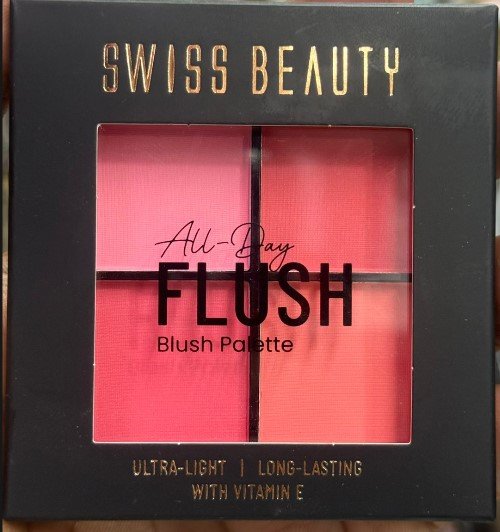 SWISS BEAUTY
All-Day
FLUSH
Blush Palette
ULTRA-LIGHT | LONG-LASTING
WITH VITAMIN E